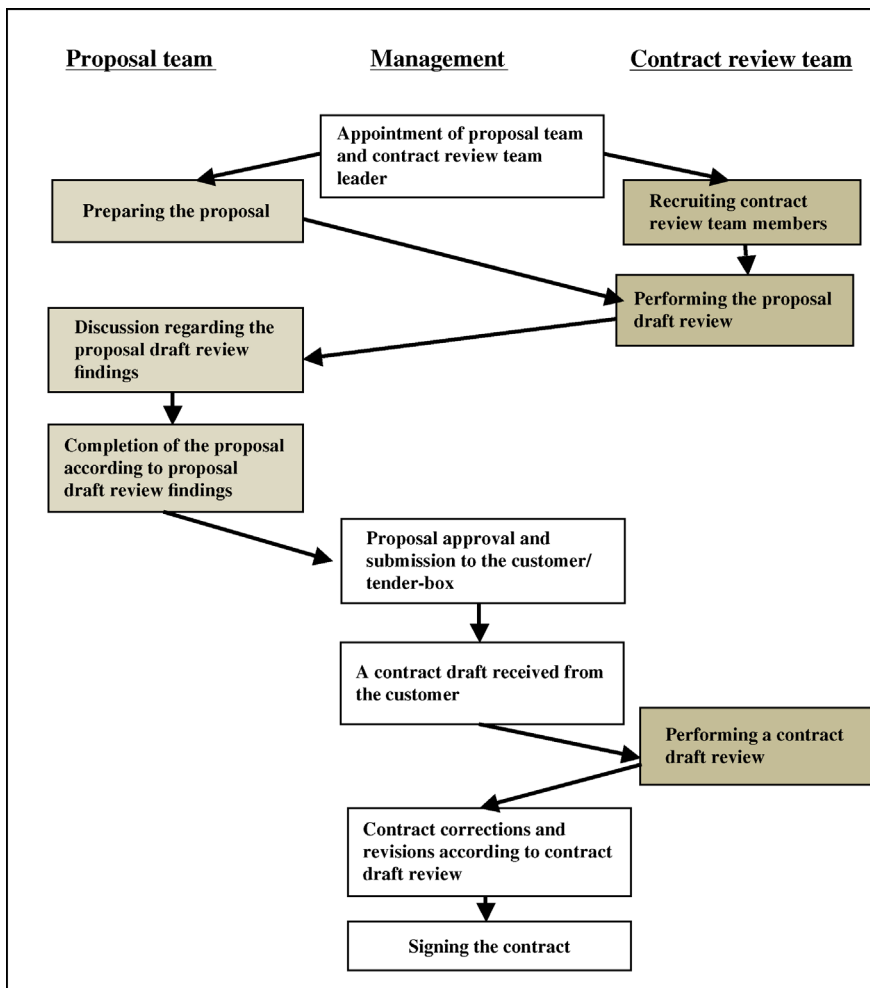 Proposal team
Management
Contract review team
Appointment of proposal team
and contract review team
leader
Preparing the proposal
Recruiting contract
review team members
Performing the proposal
draft review
Discussion regarding the
proposal draft review
findings
Completion of the proposal
according to proposal
draft review findings
Proposal approval and
submission to the customer/
tender-box
A contract draft received from
the customer
Performing a contract
draft review
Contract corrections and
revisions according to contract
draft review
Signing the contract